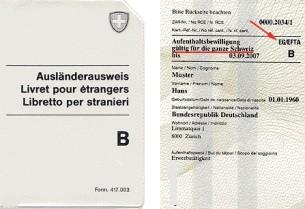 Ausländerausweis
Livret pour étrangers
Libretto per stranieri
B
Form. 417.003
Bitte Rückseite beachten
0000.2034/1
Aufenthaltsbewilligung
EG/EFTA
gültig für die ganze Schweiz
B
bis 03.09.2007
Name / Nom / Cognome
Muster
Vorname / Prénom / Nome
Hans
01.01.1960
Bundesrepublik Deutschland
Limmatquai 1
8000 Zürich
Erwerbstätigkeit